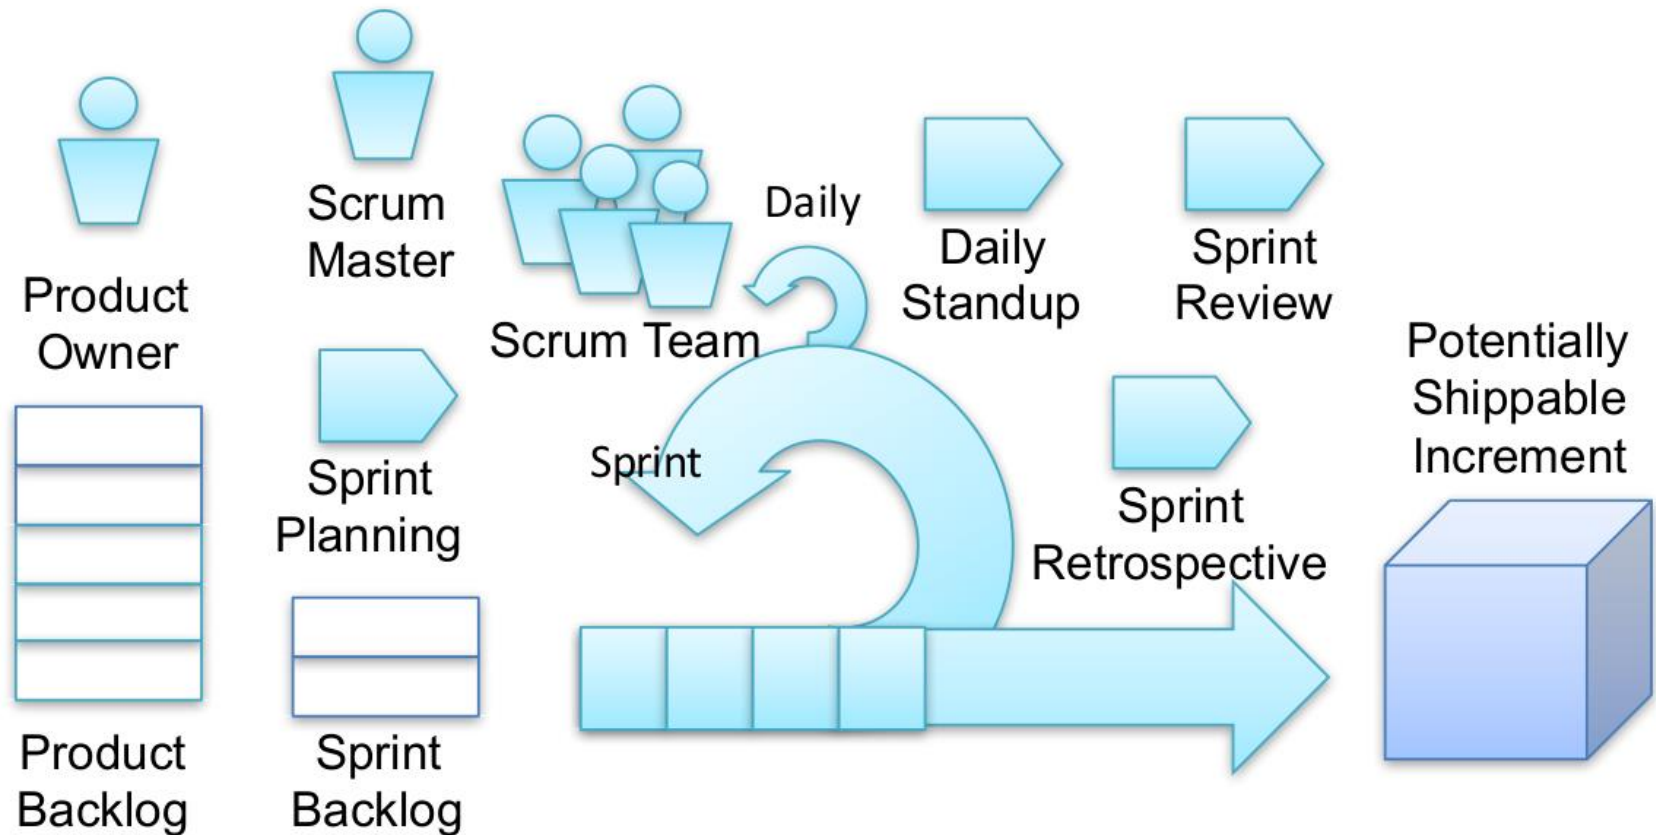 Product
Owner
Scrum
Master
Scrum Team
Daily
Daily
Standup
Sprint
Review
Sprint
Planning
Sprint
Sprint
Retrospective
Potentially
Shippable
Increment
Product
Backlog
Sprint
Backlog